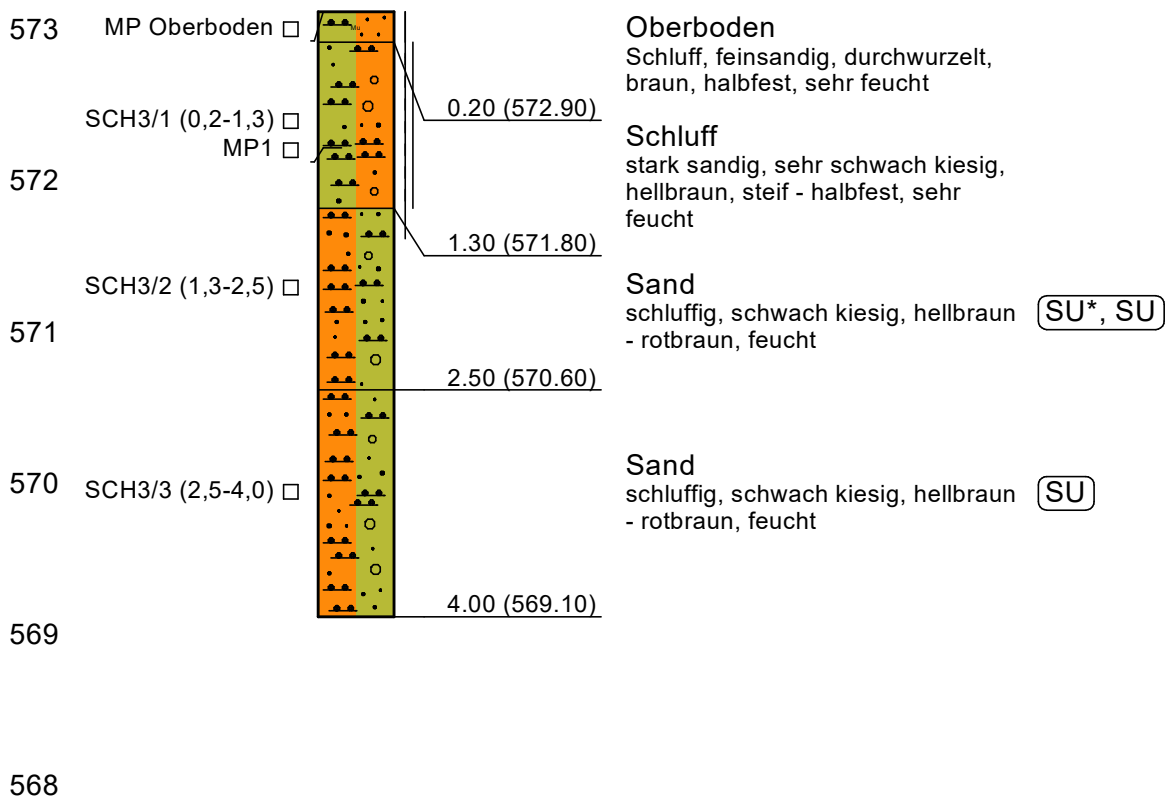 573
MP Oberboden
Mu
Oberboden
Schluff, feinsandig, durchwurzelt,
braun, halbfest, sehr feucht
0.20 (572.90)
SCH3/1 (0,2-1,3)
MP1
Schluff
stark sandig, sehr schwach kiesig,
hellbraun, steif - halbfest, sehr
feucht
572
1.30 (571.80)
SCH3/2 (1,3-2,5)
Sand
schluffig, schwach kiesig, hellbraun
- rotbraun, feucht
SU*, SU
571
2.50 (570.60)
570
SCH3/3 (2,5-4,0)
Sand
schluffig, schwach kiesig, hellbraun
- rotbraun, feucht
SU
4.00 (569.10)
569
568